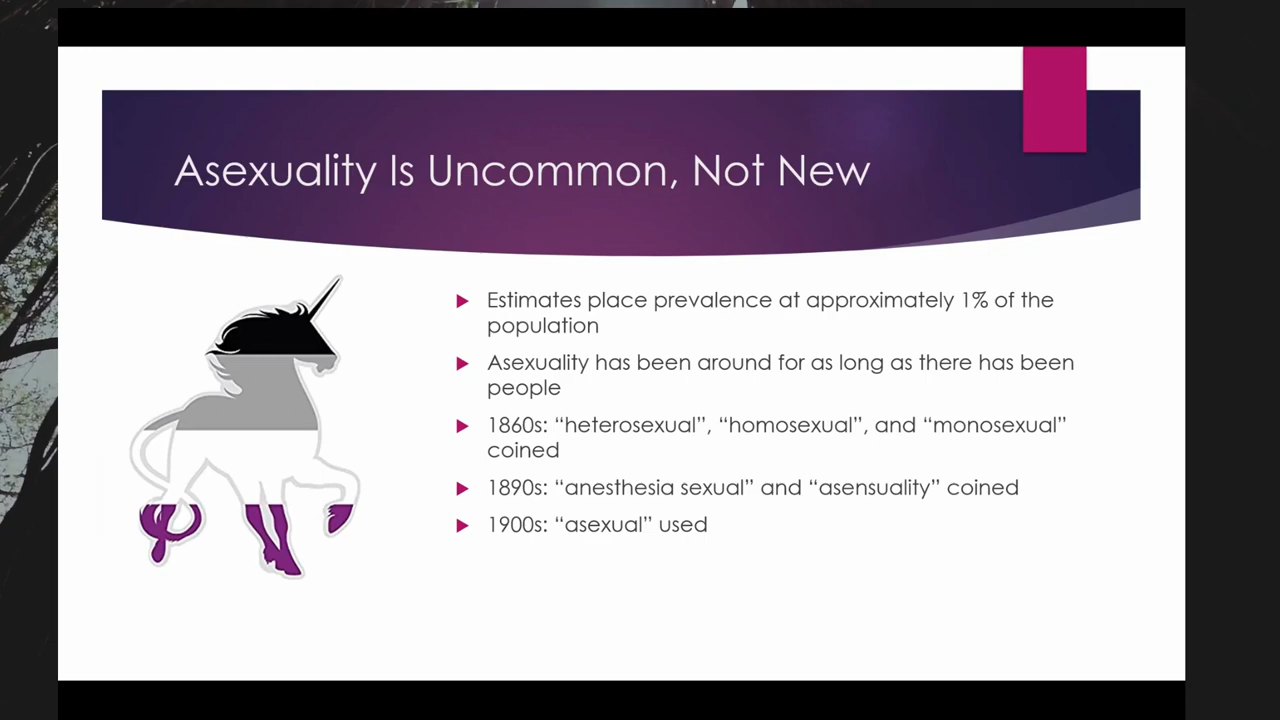 Asexuality Is Uncommon, Not New
Estimates place prevalence at approximately 1% of the
population
Asexuality has been around for as long as there has been
people
1860s: “heterosexual”, “homosexual”, and “monosexual”
coined
1890s: “anesthesia sexual” and “asensuality” coined
1900s: “asexual” used